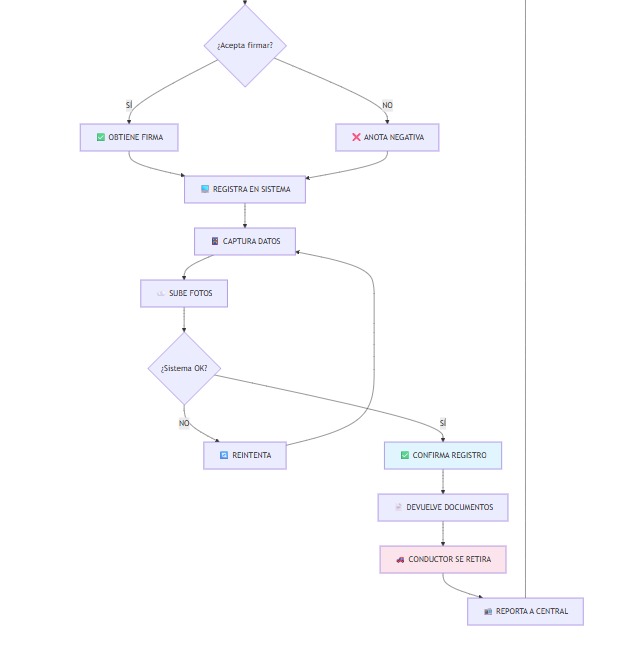 ¿Acepta firmar?
SÍ
NO
✅ OBTIENE FIRMA
❌ ANOTA NEGATIVA
REGISTRA EN SISTEMA
CAPTURA DATOS
SUBE FOTOS
¿Sistema OK?
NO
SÍ
REINTENTA
✅ CONFIRMA REGISTRO
DEVUELVE DOCUMENTOS
CONDUCTOR SE RETIRA
REPORTA A CENTRAL